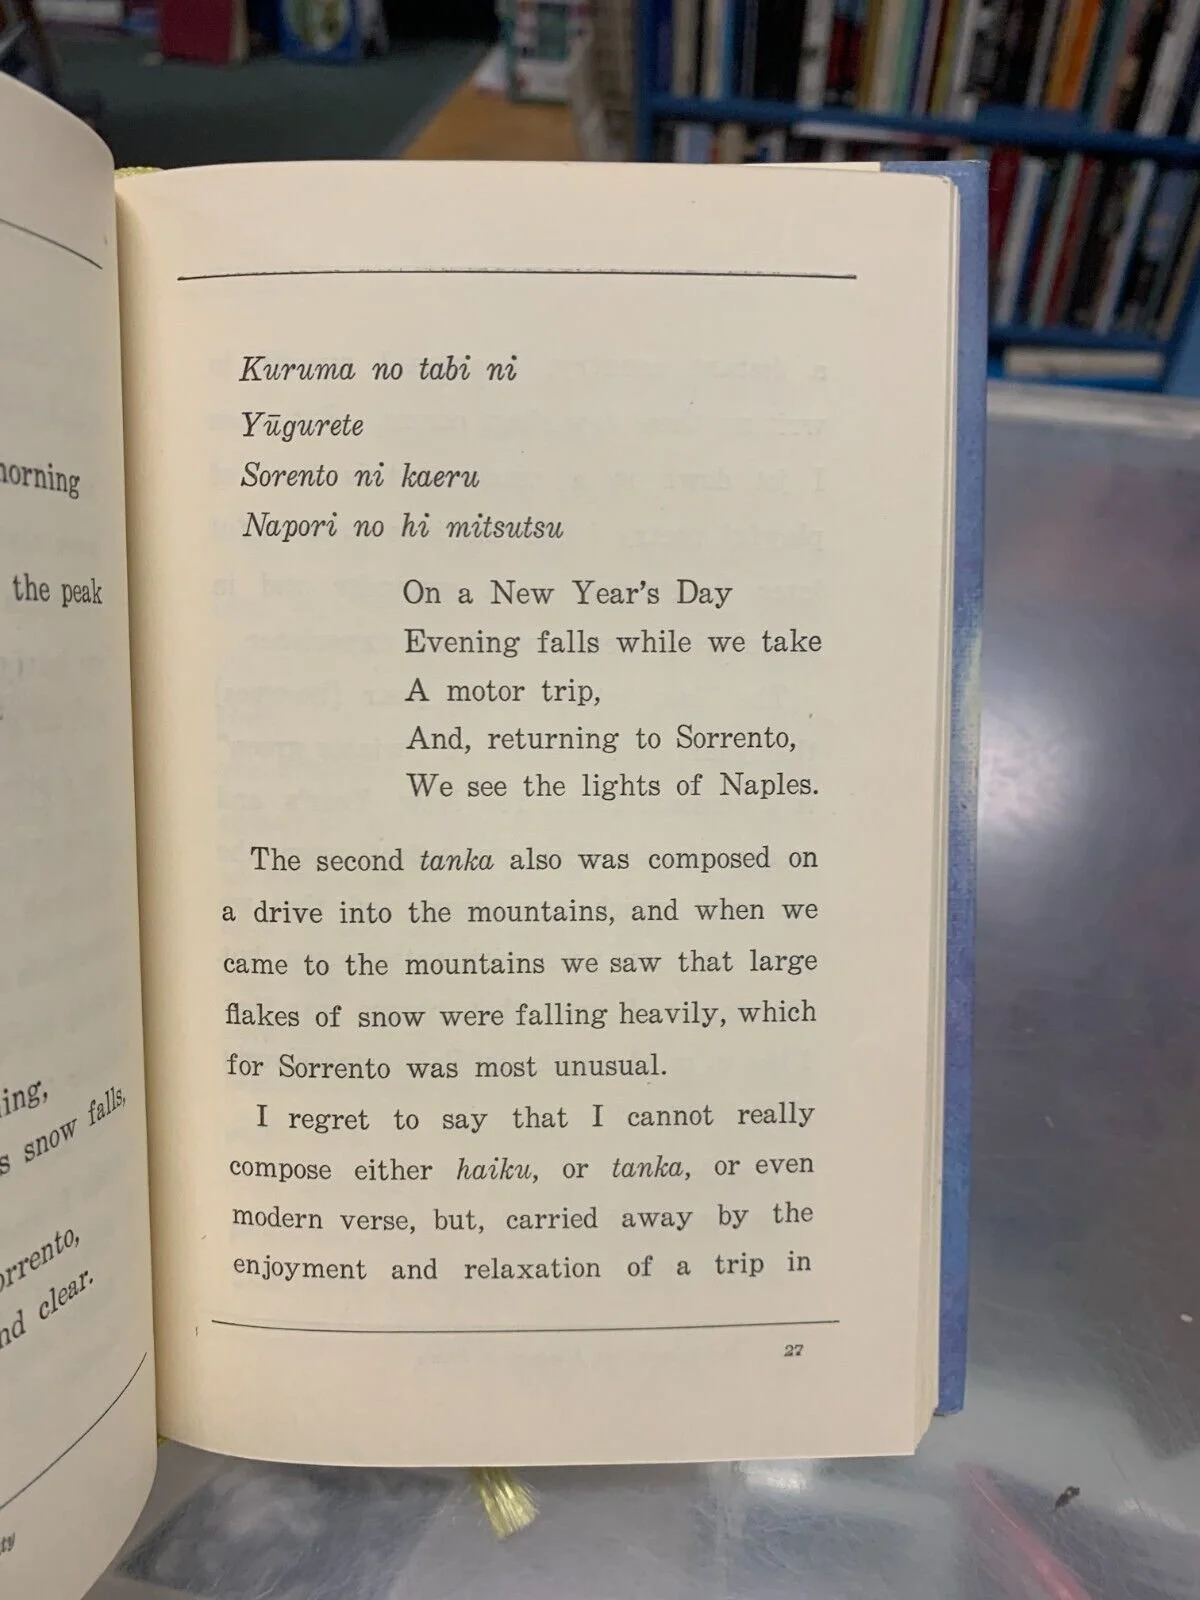 morning
the peak
ing,
snow falls,
orrento,
nd clear.
Kuruma no tabi ni
Yūgurete
Sorento ni kaeru
Napori no hi mitsutsu
On a New Year's Day
Evening falls while we take
A motor trip,
And, returning to Sorrento,
We see the lights of Naples.
The second tanka also was composed on
a drive into the mountains, and when we
came to the mountains we saw that large
flakes of snow were falling heavily, which
for Sorrento was most unusual.
I regret to say that I cannot really
compose either haiku, or tanka, or even
modern verse, but, carried away by the
enjoyment and relaxation of a trip in
27